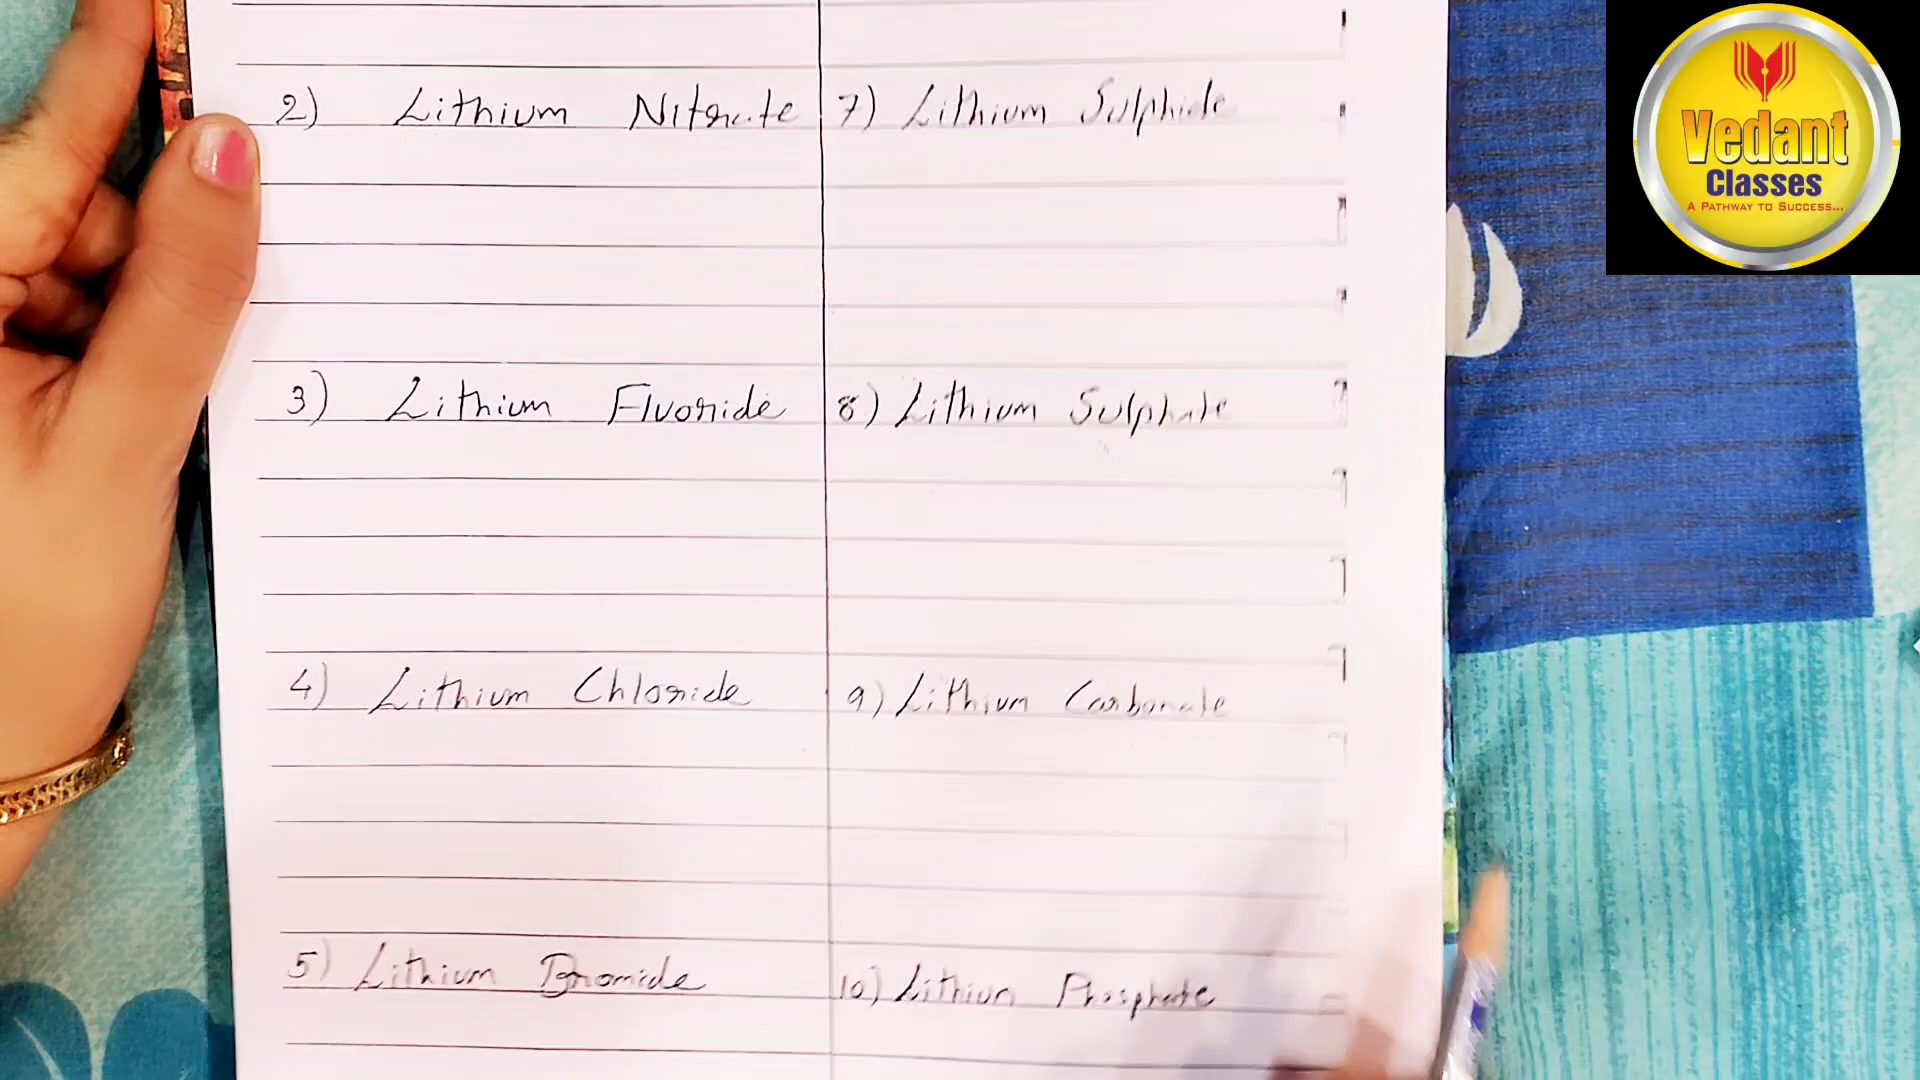 2) Lithium Nitrate
3) Lithium Fluoride
4) Lithium Chloride
5) Lithium Bromide
7) Lithium Sulphide
8) Lithium Sulphate
9) Lithium Carbonate
10) Lithium Phosphate
Vedant
Classes
A PATHWAY TO SUCCESS...